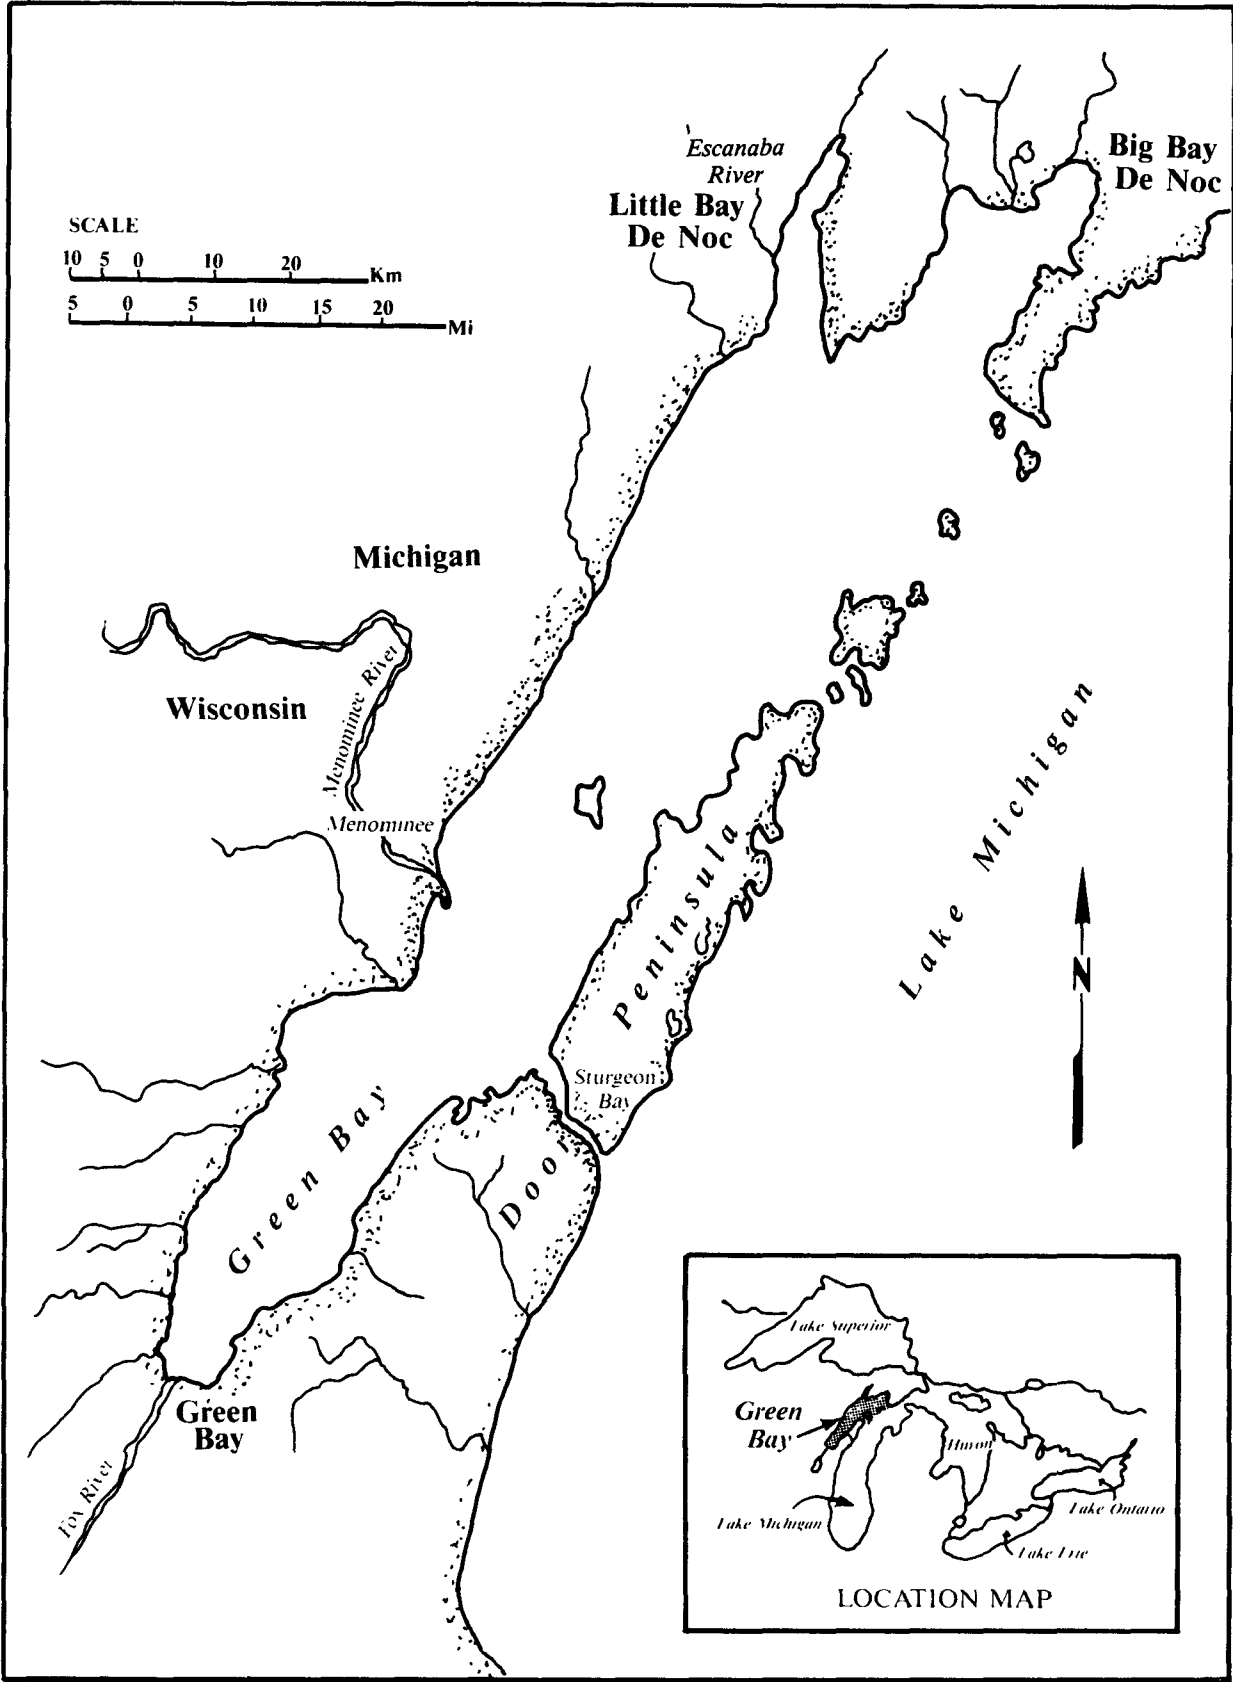 Escanaba
River
Big Bay
De Noc
Little Bay
De Noc
SCALE
10 5 0 10 20 Km
5 0 5 10 15 20 Mi
Michigan
Wisconsin
Menominee River
Menominee
Lake Michigan
Peninsula
N
Sturgeon
Bay
Green Bay
Door
Green
Bay
Fox River
Lake Superior
Green
Bay
Huron
Lake Michigan
Lake Ontario
Lake Erie
LOCATION MAP